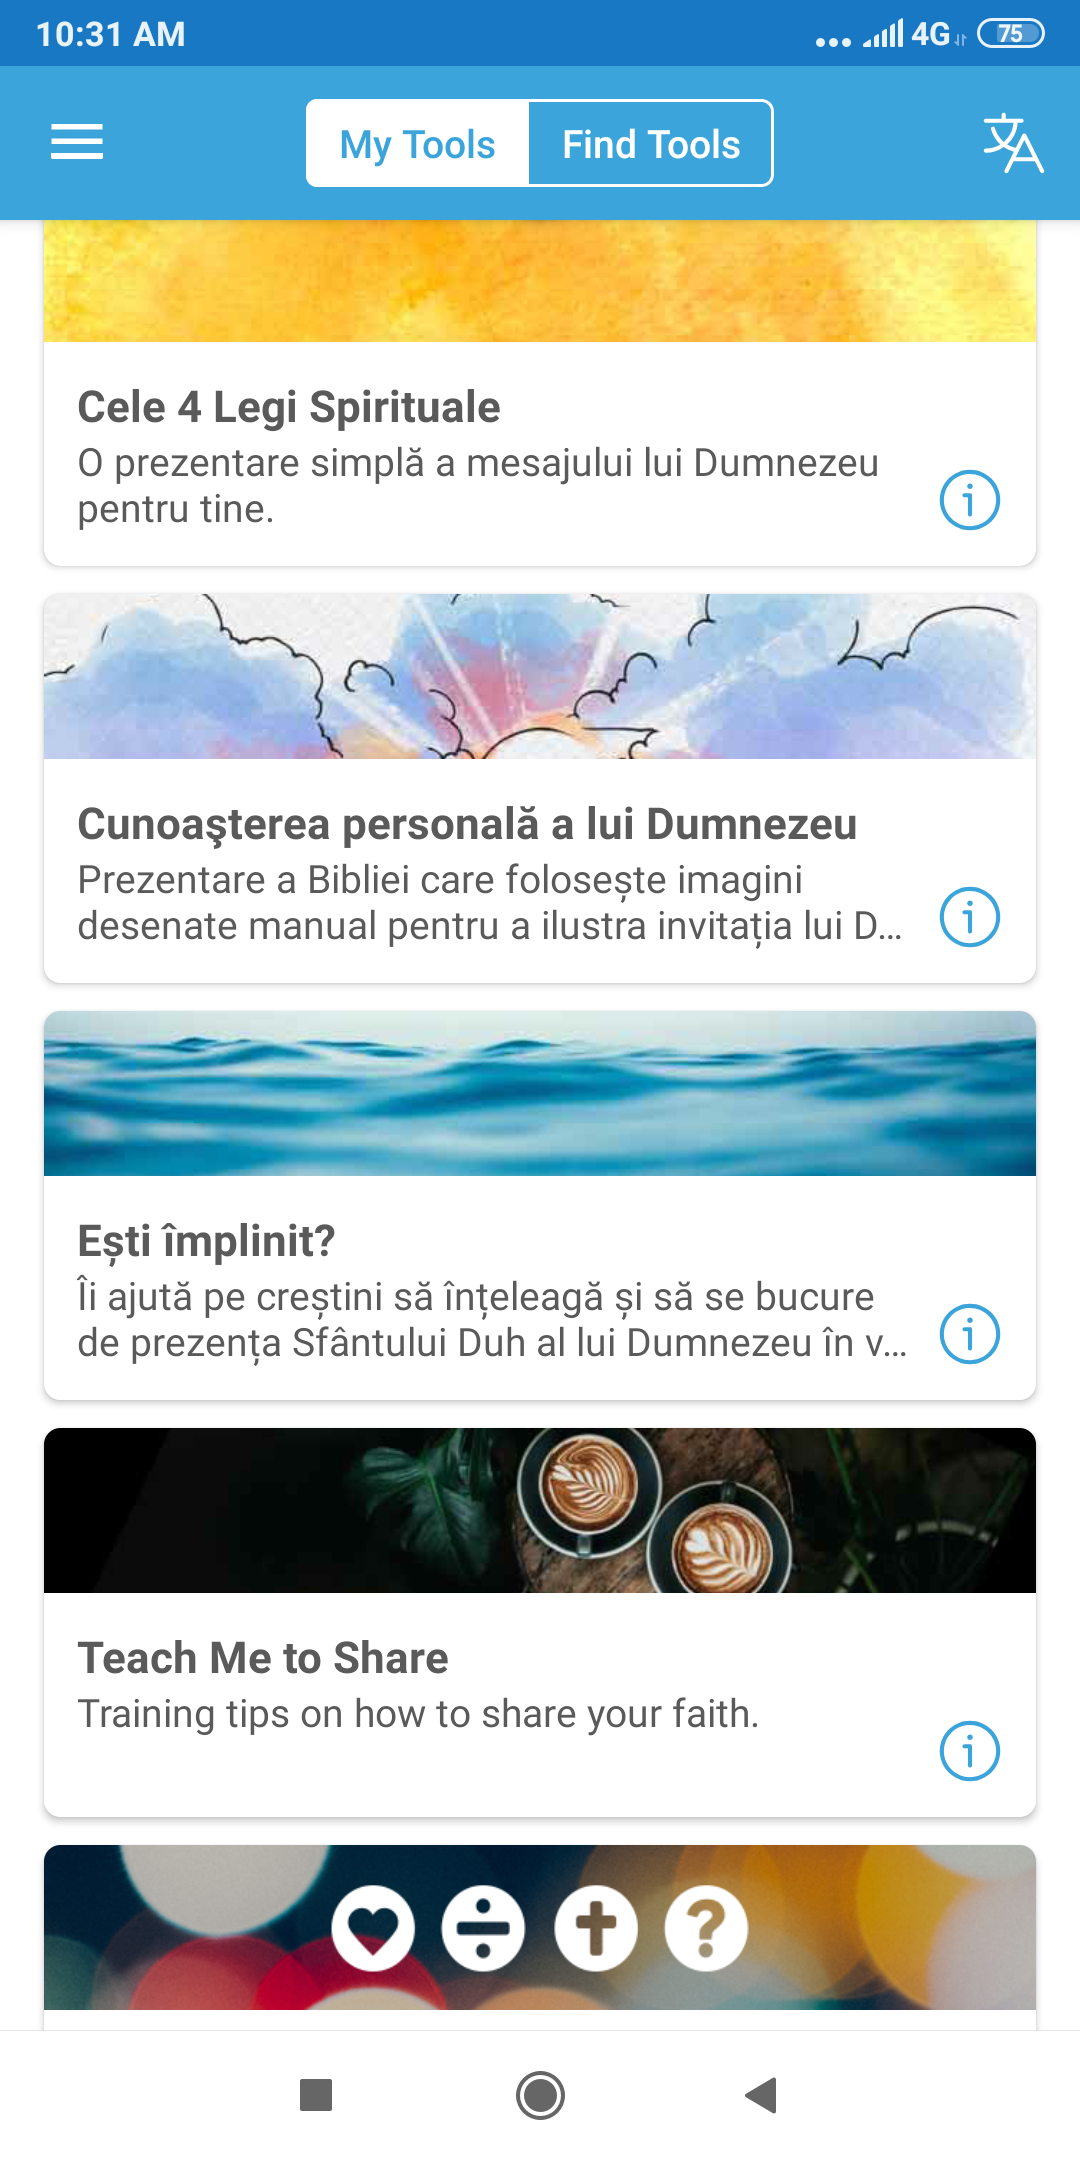 10:31 AM
4G
75
My Tools
Find Tools
Cele 4 Legi Spirituale
O prezentare simplă a mesajului lui Dumnezeu
pentru tine.
Cunoaşterea personală a lui Dumnezeu
Prezentare a Bibliei care folosește imagini
desenate manual pentru a ilustra invitația lui D...
Ești împlinit?
Îi ajută pe creștini să înțeleagă și să se bucure
de prezența Sfântului Duh al lui Dumnezeu în v...
Teach Me to Share
Training tips on how to share your faith.